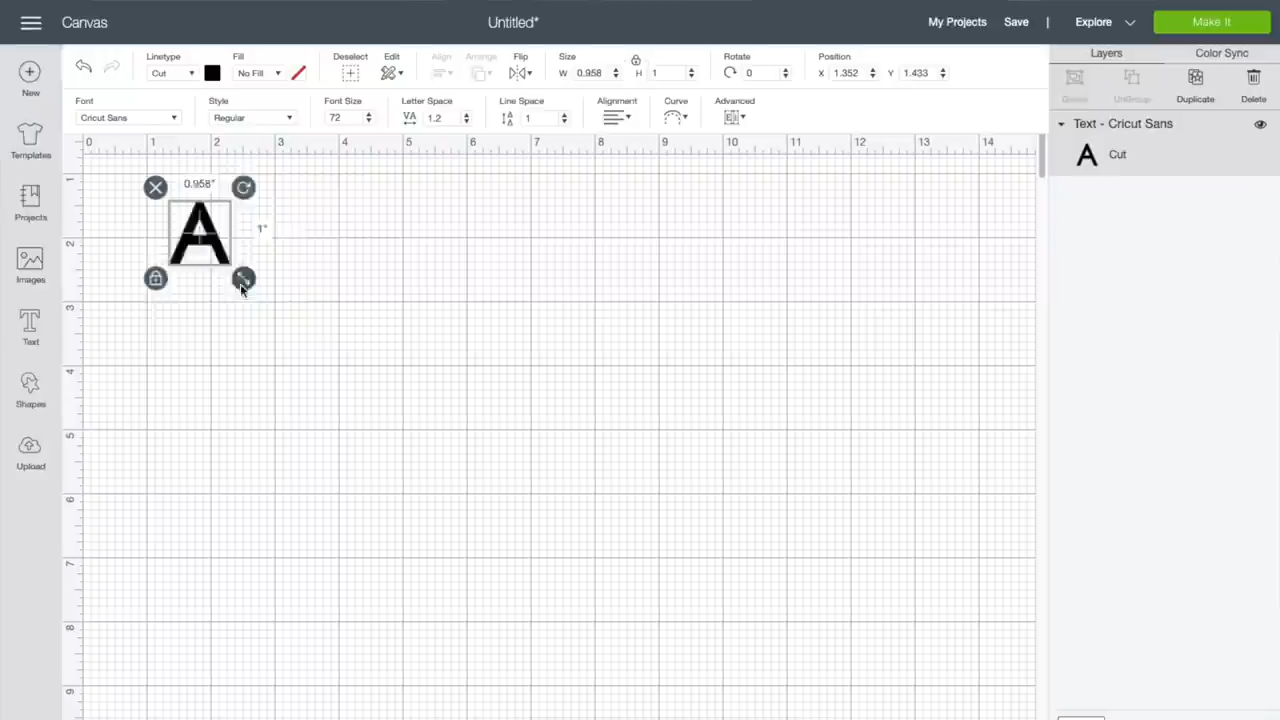 Canvas
Untitled*
My Projects Save | Explore Make It
Linetype Fill Deselect Edit Align Arrange Flip Size Rotate Position
Cut No Fill W 0.958 H 1 0 X 1.352 Y 1.433
Font Style Font Size Letter Space Line Space Alignment Curve Advanced
Cricut Sans Regular 72 VA 1.2 1
Layers Color Sync
Group UnGroup Duplicate Delete
Text - Cricut Sans
A Cut
New
Templates
Projects
Images
Text
Shapes
Upload
0 1 2 3 4 5 6 7 8 9 10 11 12 13 14
1
2
3
4
5
6
7
8
9
0.958"
A
1"